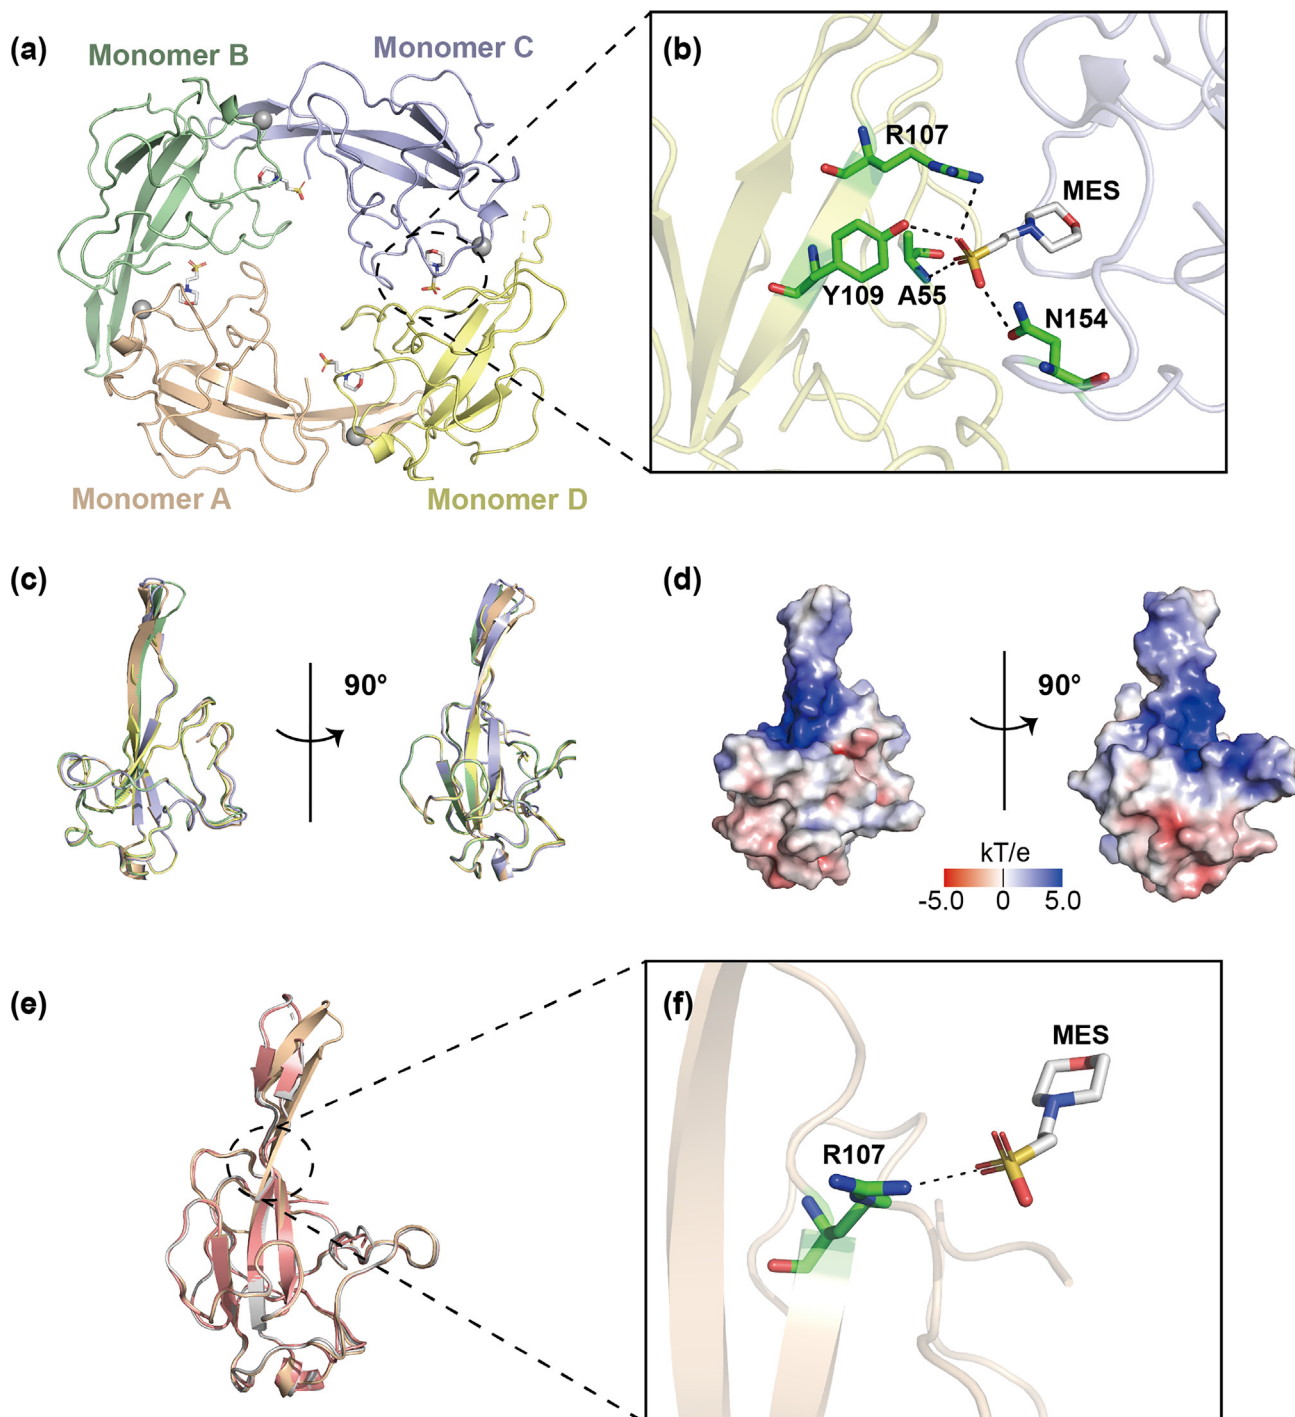 (a)
Monomer B
Monomer C
Monomer A
Monomer D
(b)
R107
MES
Y109
A55
N154
(c)
90°
(d)
90°
kT/e
-5.0
0
5.0
(e)
(f)
MES
R107